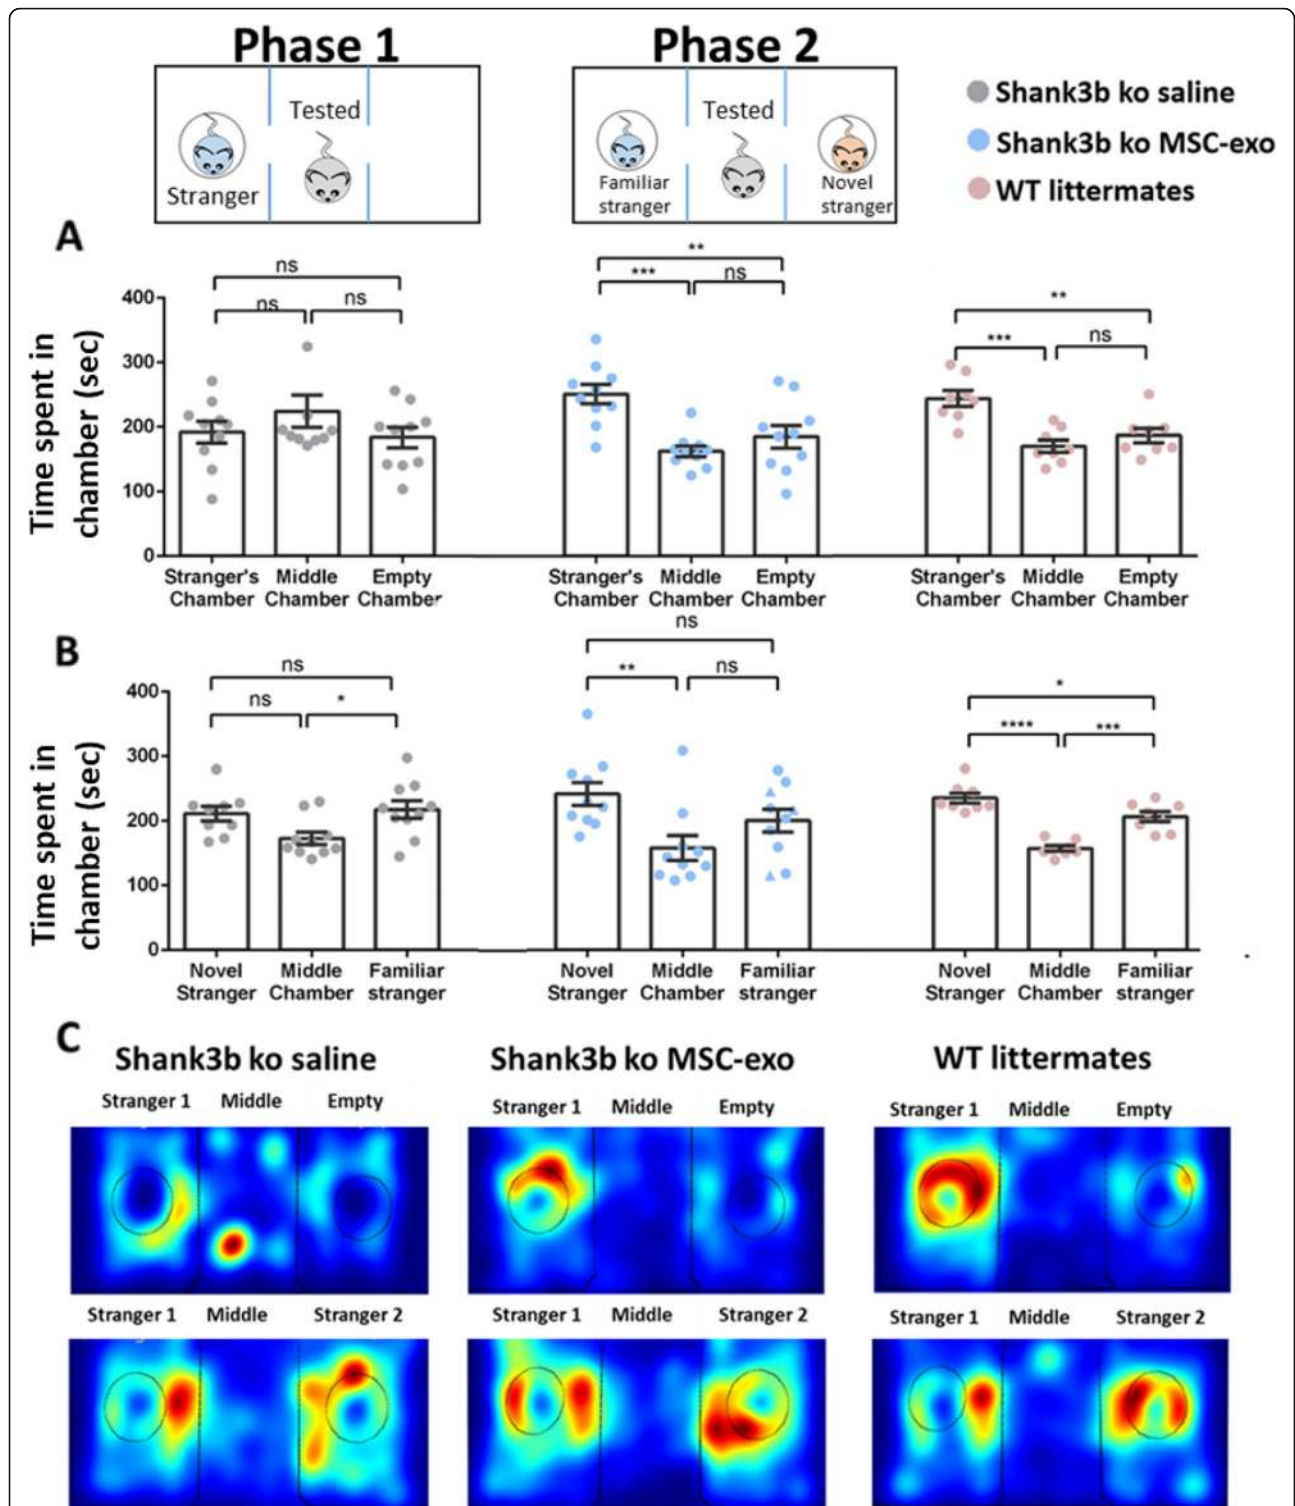 Phase 1
Phase 2
Tested
Stranger
Tested
Familiar
stranger
Novel
stranger
Shank3b ko saline
Shank3b ko MSC-exo
WT littermates
A
Time spent in
chamber (sec)
400
300
200
100
0
ns
ns
ns
**
***
ns
**
***
ns
Stranger's Chamber
Middle Chamber
Empty Chamber
Stranger's Chamber
Middle Chamber
Empty Chamber
Stranger's Chamber
Middle Chamber
Empty Chamber
B
Time spent in
chamber (sec)
400
300
200
100
0
ns
ns
*
ns
**
ns
*
****
***
Novel Stranger
Middle Chamber
Familiar stranger
Novel Stranger
Middle Chamber
Familiar stranger
Novel Stranger
Middle Chamber
Familiar stranger
C
Shank3b ko saline
Shank3b ko MSC-exo
WT littermates
Stranger 1 Middle Empty
Stranger 1 Middle Empty
Stranger 1 Middle Empty
Stranger 1 Middle Stranger 2
Stranger 1 Middle Stranger 2
Stranger 1 Middle Stranger 2